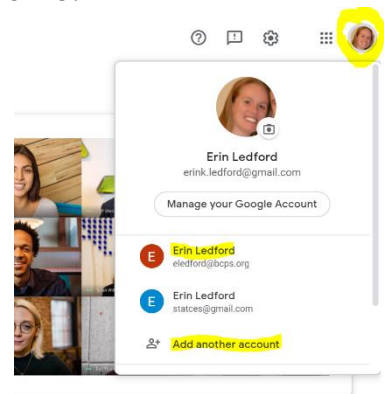 Erin Ledford
erink.ledford@gmail.com
Manage your Google Account
E
Erin Ledford
eledford@bcps.org
E
Erin Ledford
statces@gmail.com
Add another account